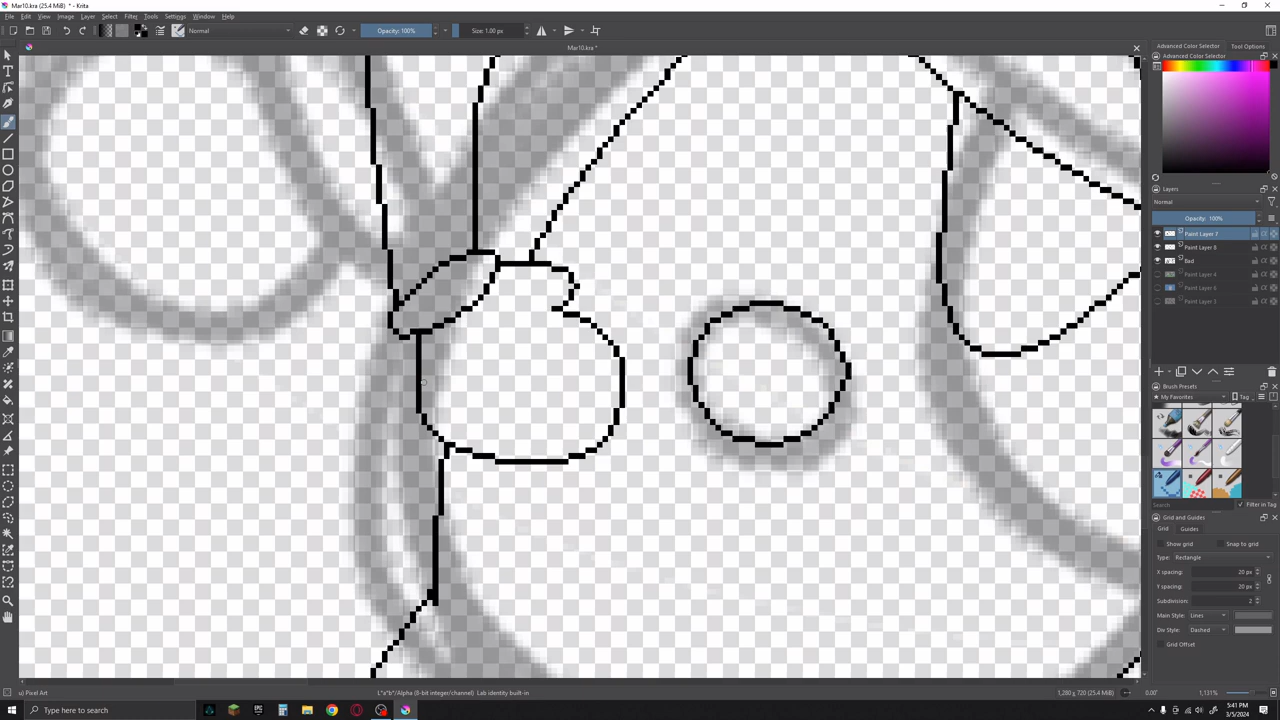 Mar10.kra (25.4 MiB) * - Krita
File Edit View Image Layer Select Filter Tools Settings Window Help
Normal
Opacity: 100%
Size: 1.00 px
Mar10.kra *
Advanced Color Selector Tool Options
Advanced Color Selector
Layers
Normal
Opacity: 100%
Paint Layer 7
Paint Layer 8
Bad
Paint Layer 4
Paint Layer 6
Paint Layer 5
Brush Presets
My Favorites
Tag
Search
Filter in Tag
Grid and Guides
Grid Guides
Show grid Snap to grid
Type: Rectangle
X spacing: 20 px
Y spacing: 20 px
Subdivision: 2
Main Style: Lines
Div Style: Dashed
Grid Offset
u) Pixel Art
L*a*b*/Alpha (8-bit integer/channel) Lab identity built-in
1,280 x 720 (25.4 MiB)
0.00°
1,131%
Type here to search
5:41 PM
3/5/2024